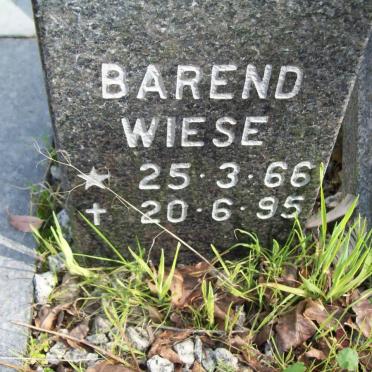 BAREND
WIESE
★ 25·3·66
✝ 20·6·95